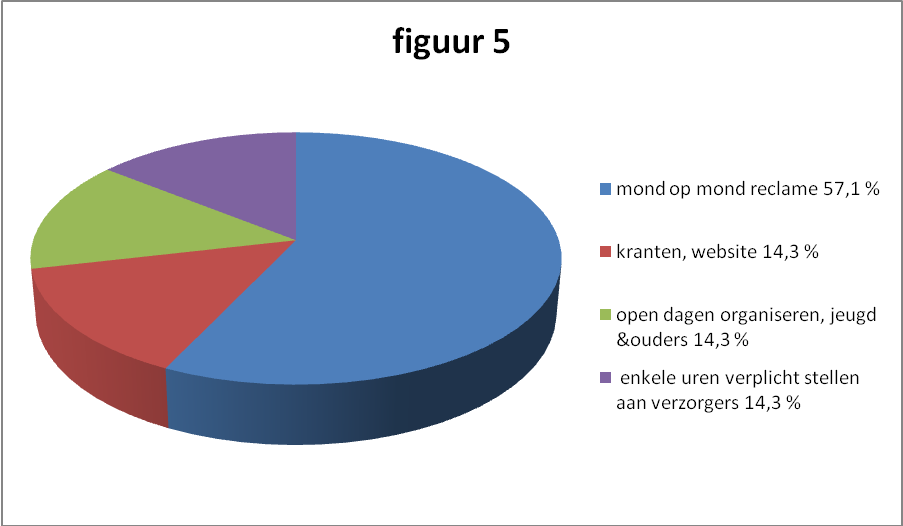 figuur 5
mond op mond reclame 57,1 %
kranten, website 14,3 %
open dagen organiseren, jeugd
&ouders 14,3 %
enkele uren verplicht stellen
aan verzorgers 14,3 %